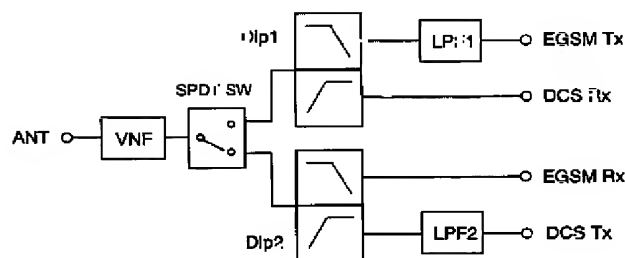 Dip1
LPF1
EGSM Tx
SPDT SW
DCS Rx
ANT
VNF
EGSM Rx
Dip2
LPF2
DCS Tx